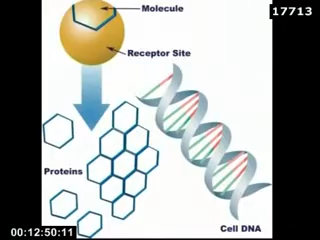 Molecule
17713
Receptor Site
Proteins
Cell DNA
00:12:50:11